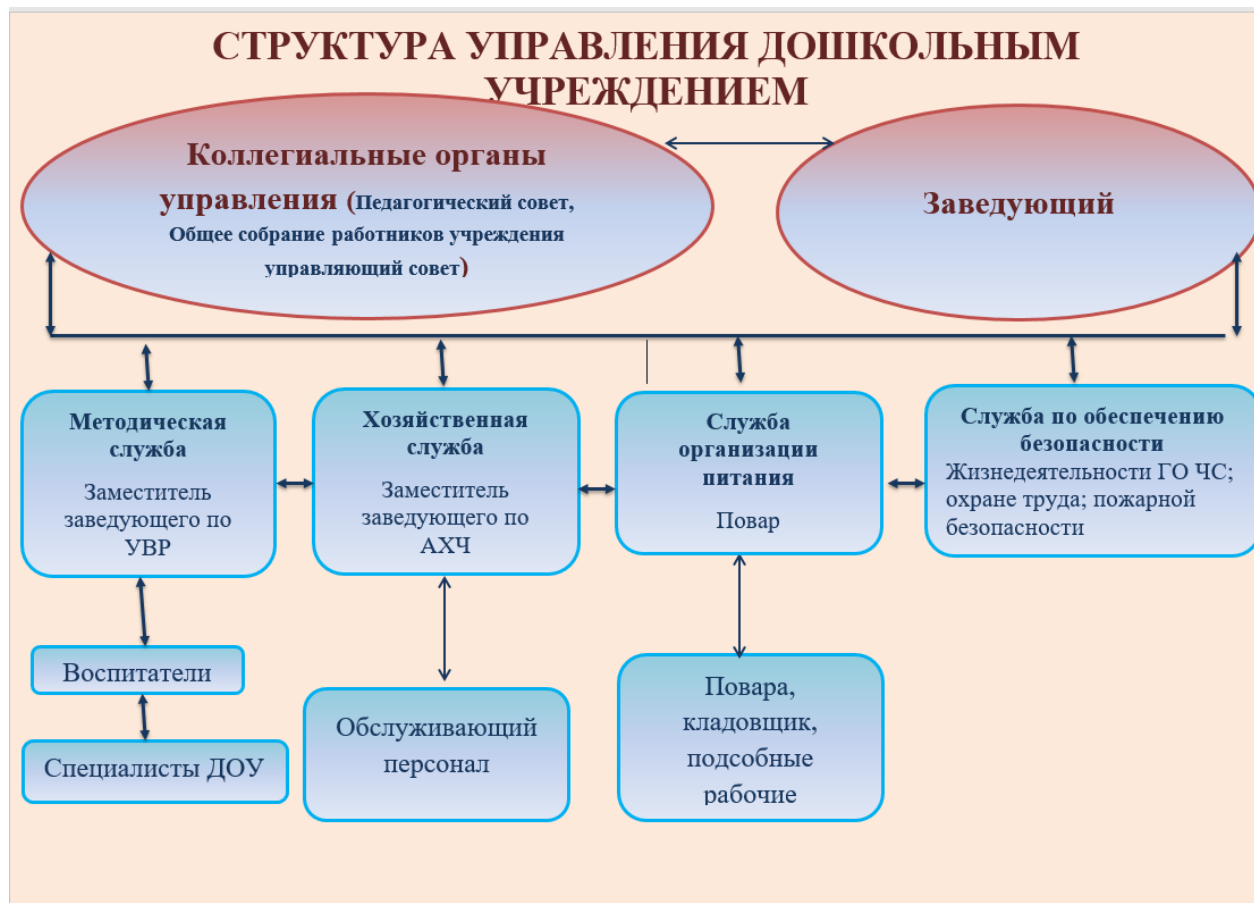 СТРУКТУРА УПРАВЛЕНИЯ ДОШКОЛЬНЫМ
УЧРЕЖДЕНИЕМ
Коллегиальные органы
управления (Педагогический совет,
Общее собрание работников учреждения
управляющий совет)
Заведующий
Методическая
служба
Заместитель
заведующего по
УВР
Хозяйственная
служба
Заместитель
заведующего по
АХЧ
Служба
организации
питания
Повар
Служба по обеспечению
безопасности
Жизнедеятельности ГО ЧС;
охране труда; пожарной
безопасности
Воспитатели
Специалисты ДОУ
Обслуживающий
персонал
Повара,
кладовщик,
подсобные
рабочие